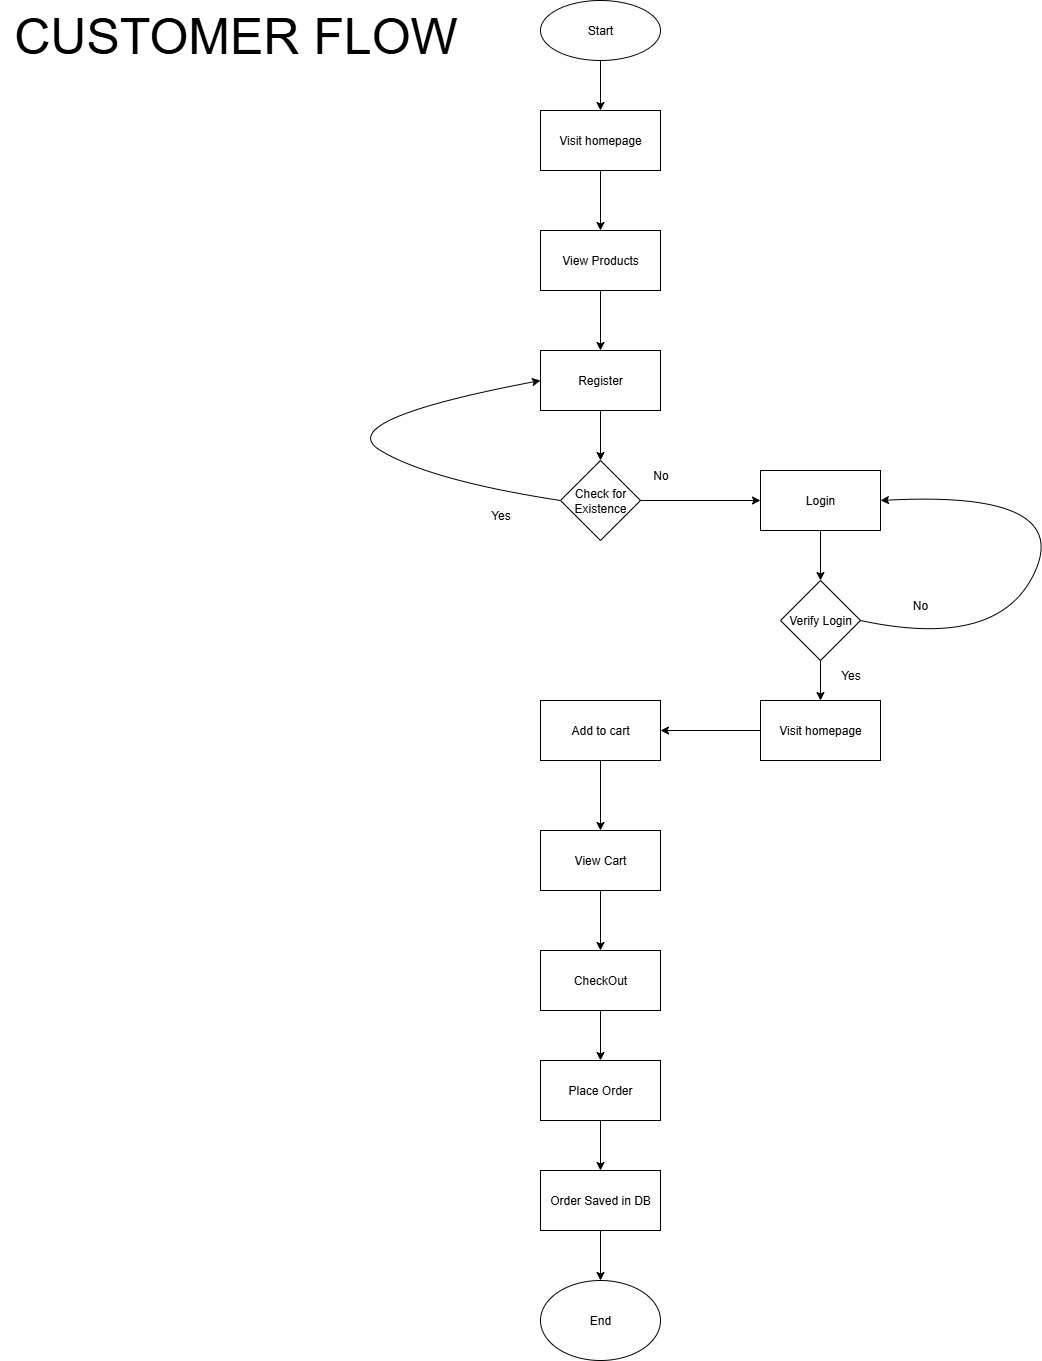 CUSTOMER FLOW
Start
Visit homepage
View Products
Register
Check for
Existence
Yes
No
Login
Verify Login
No
Yes
Visit homepage
Add to cart
View Cart
CheckOut
Place Order
Order Saved in DB
End